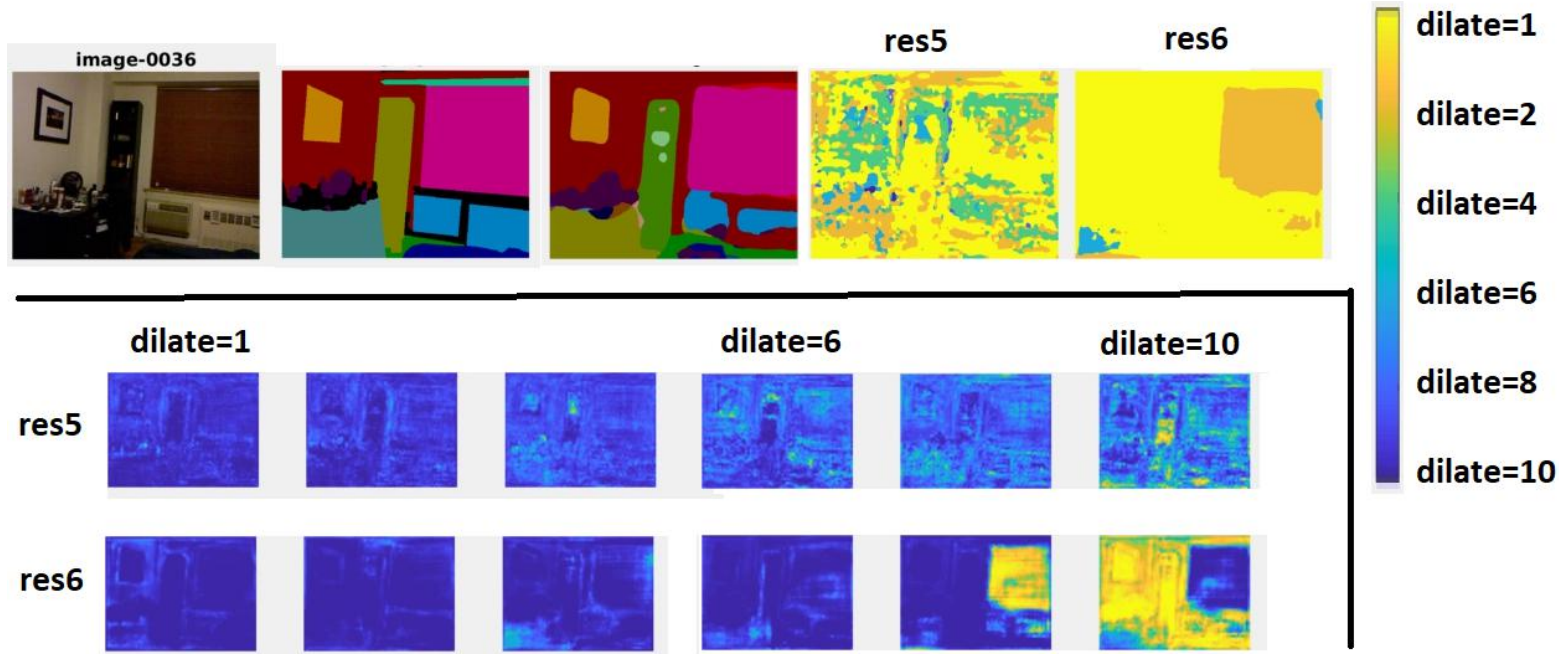 image-0036
res5
res6
dilate=1
dilate=2
dilate=4
dilate=6
dilate=8
dilate=10
dilate=1
dilate=6
dilate=10
res5
res6